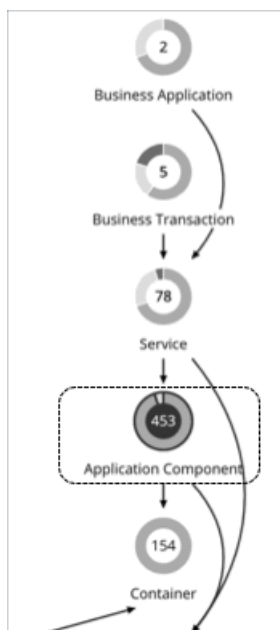 2
Business Application
5
Business Transaction
78
Service
453
Application Component
154
Container